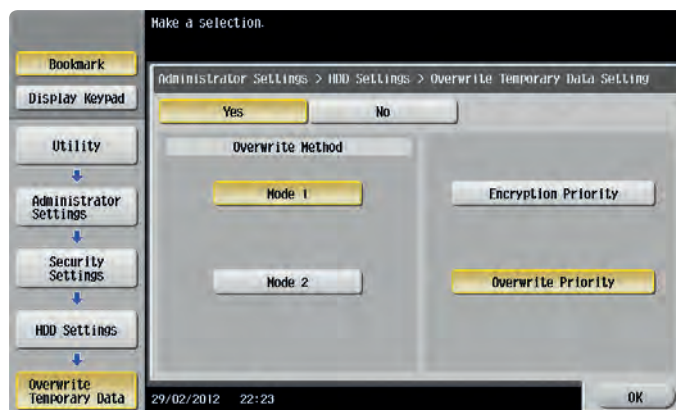 Make a selection.
Bookmark
Display Keypad
Utility
Administrator
Settings
Security
Settings
HDD Settings
Overwrite
Temporary Data
Administrator Settings > HDD Settings > Overwrite Temporary Data Setting
Yes
No
Overwrite Method
Mode 1
Mode 2
Encryption Priority
Overwrite Priority
29/02/2012 22:23
OK